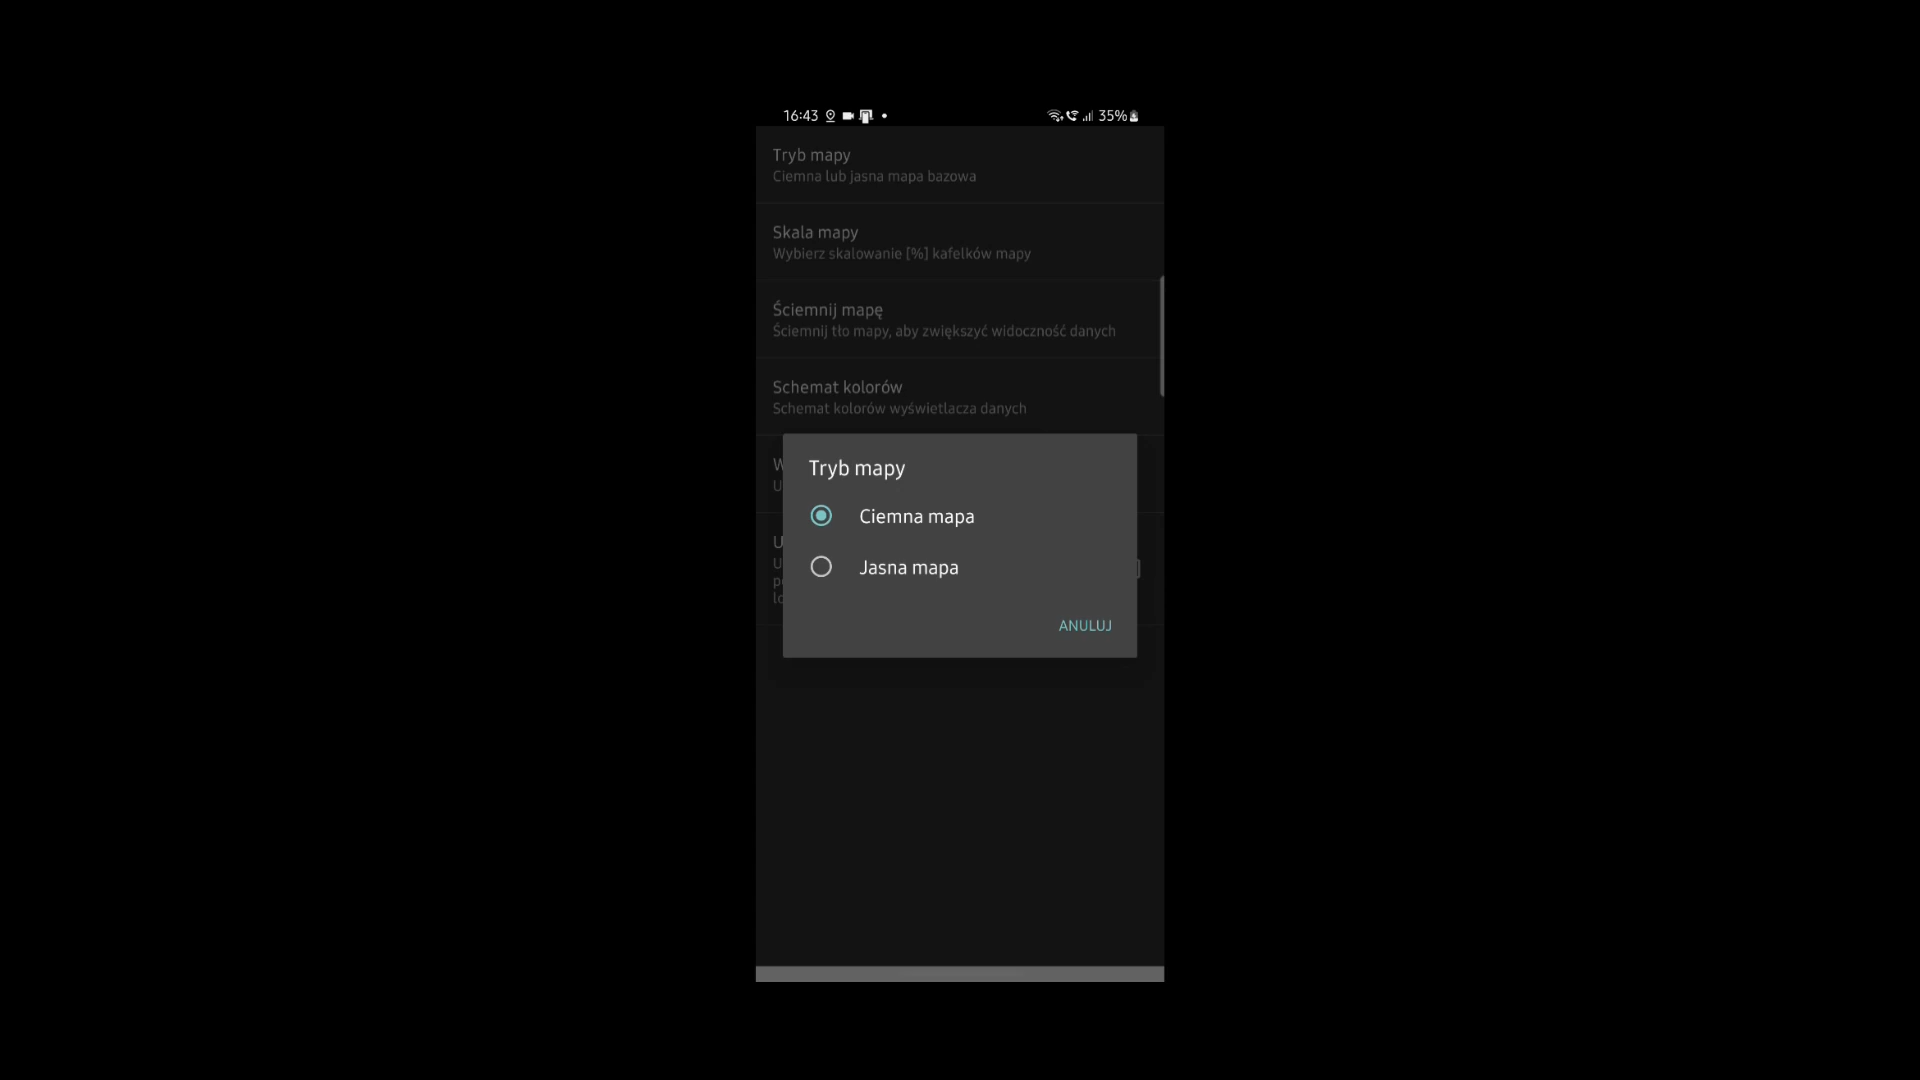 16:43 35%
Tryb mapy
Ciemna lub jasna mapa bazowa
Skala mapy
Wybierz skalowanie [%] kafelków mapy
Ściemnij mapę
Ściemnij tło mapy, aby zwiększyć widoczność danych
Schemat kolorów
Schemat kolorów wyświetlacza danych
Tryb mapy
Ciemna mapa
Jasna mapa
ANULUJ